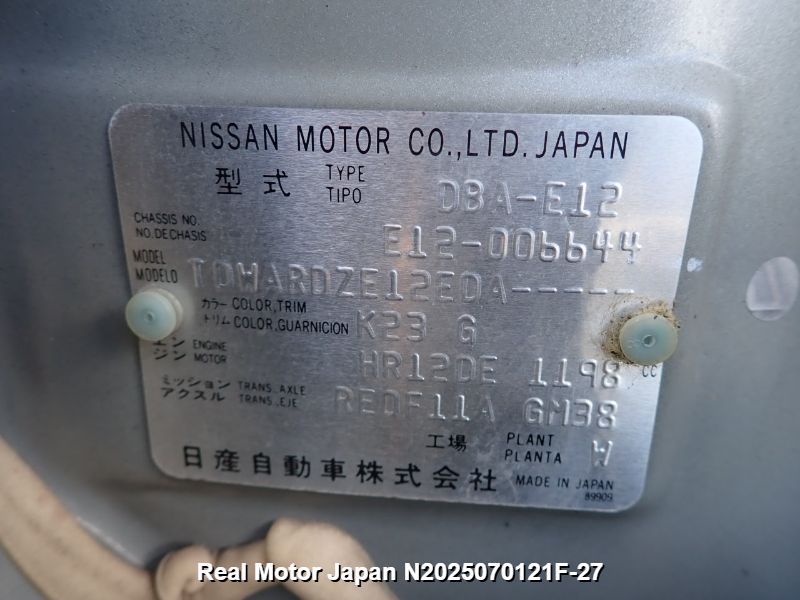 NISSAN MOTOR CO.,LTD. JAPAN
型式 TYPE TIPO DBA-E12
CHASSIS NO. NO.DECHASIS E12-006644
MODEL MODELO TDWARDZE12EDA-----
カラー COLOR,TRIM トリム COLOR,GUARNICION K23 G
エンジン ENGINE MOTOR HR12DE 1198 CC
ミッション TRANS. AXLE アクスル TRANS. EJE RE0F11A GM38
工場 PLANT PLANTA W
日産自動車株式会社 MADE IN JAPAN
89909
Real Motor Japan N2025070121F-27